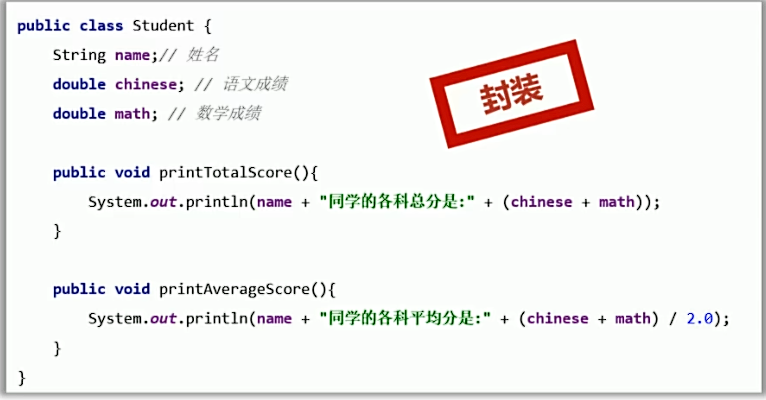 public class Student {
String name;// 姓名
double chinese; // 语文成绩
double math; // 数学成绩
封装
public void printTotalScore(){
System.out.println(name + "同学的各科总分是:" + (chinese + math));
}
public void printAverageScore(){
System.out.println(name + "同学的各科平均分是:" + (chinese + math) / 2.0);
}
}